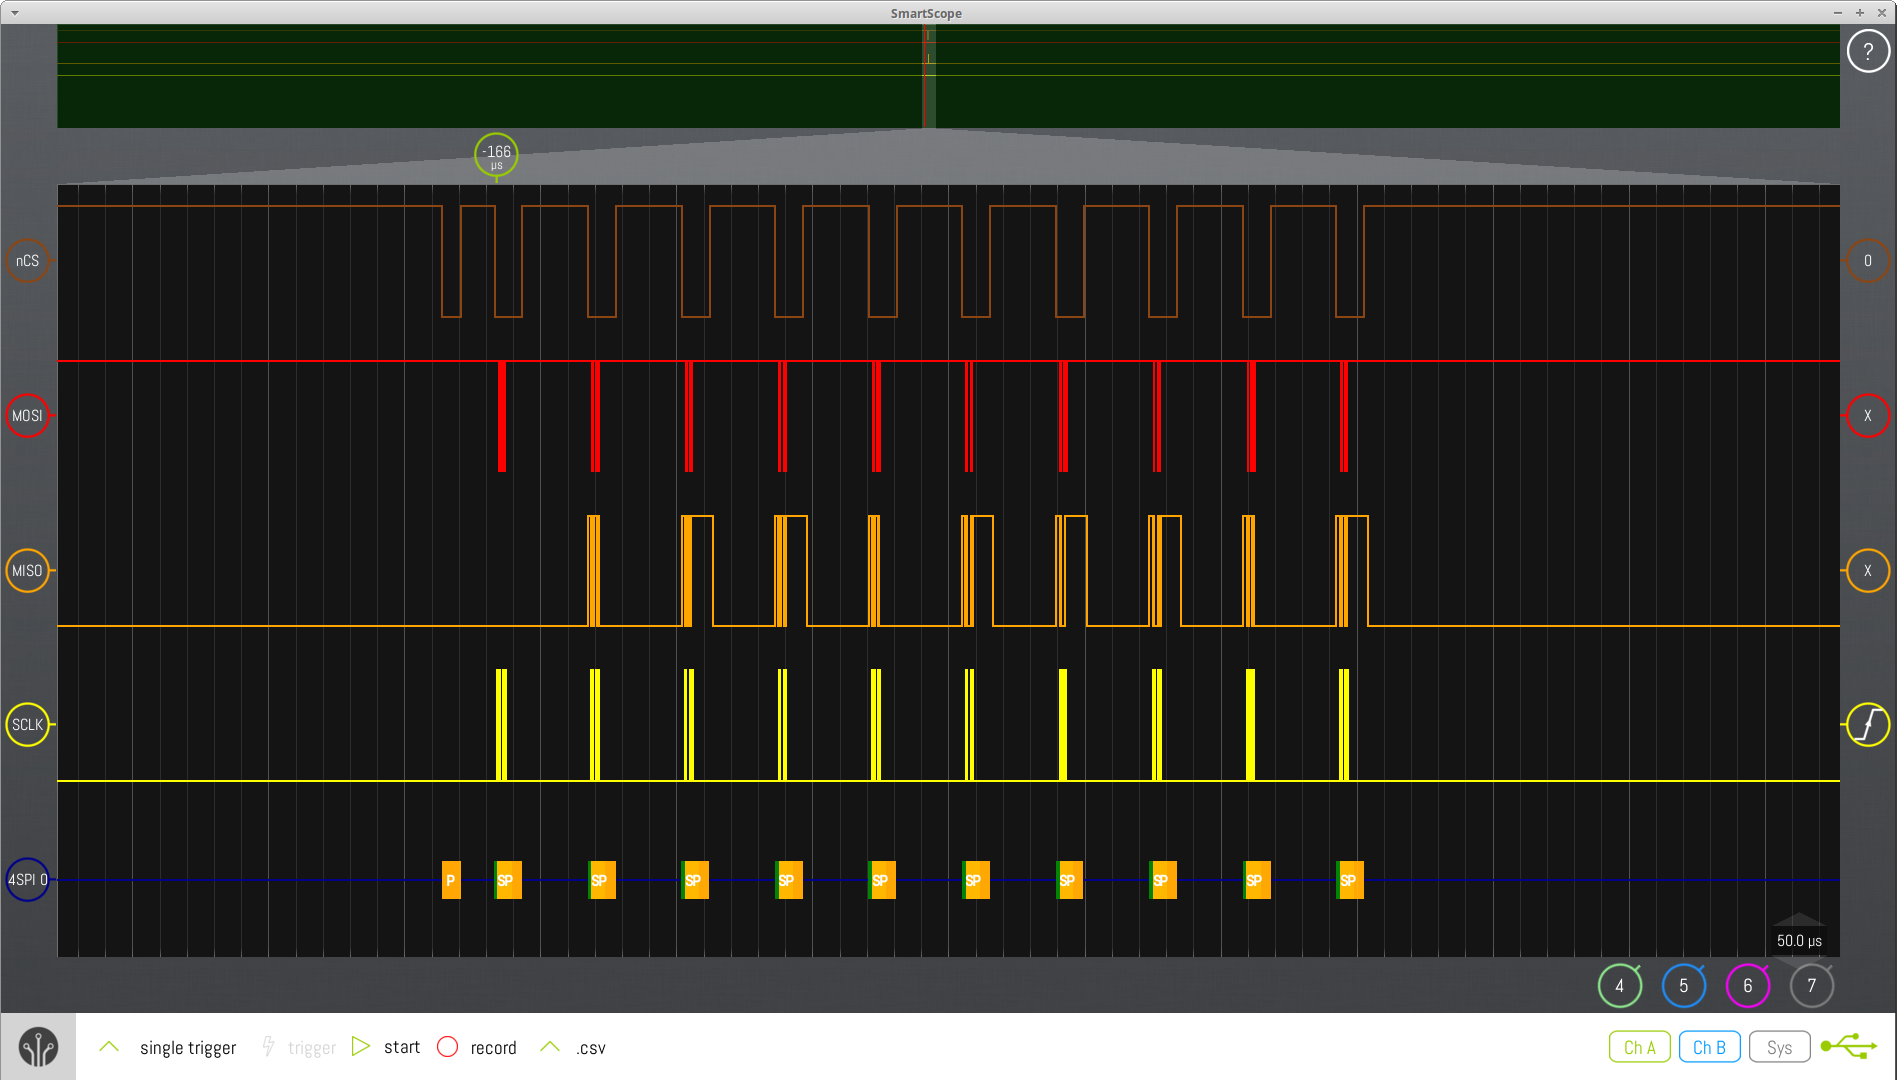 SmartScope
?
-166
µs
nCS
0
MOSI
X
MISO
X
SCLK
4SPI 0
P SP SP SP SP SP SP SP SP SP SP
50.0 µs
4 5 6 7
single trigger trigger start record .csv Ch A Ch B Sys